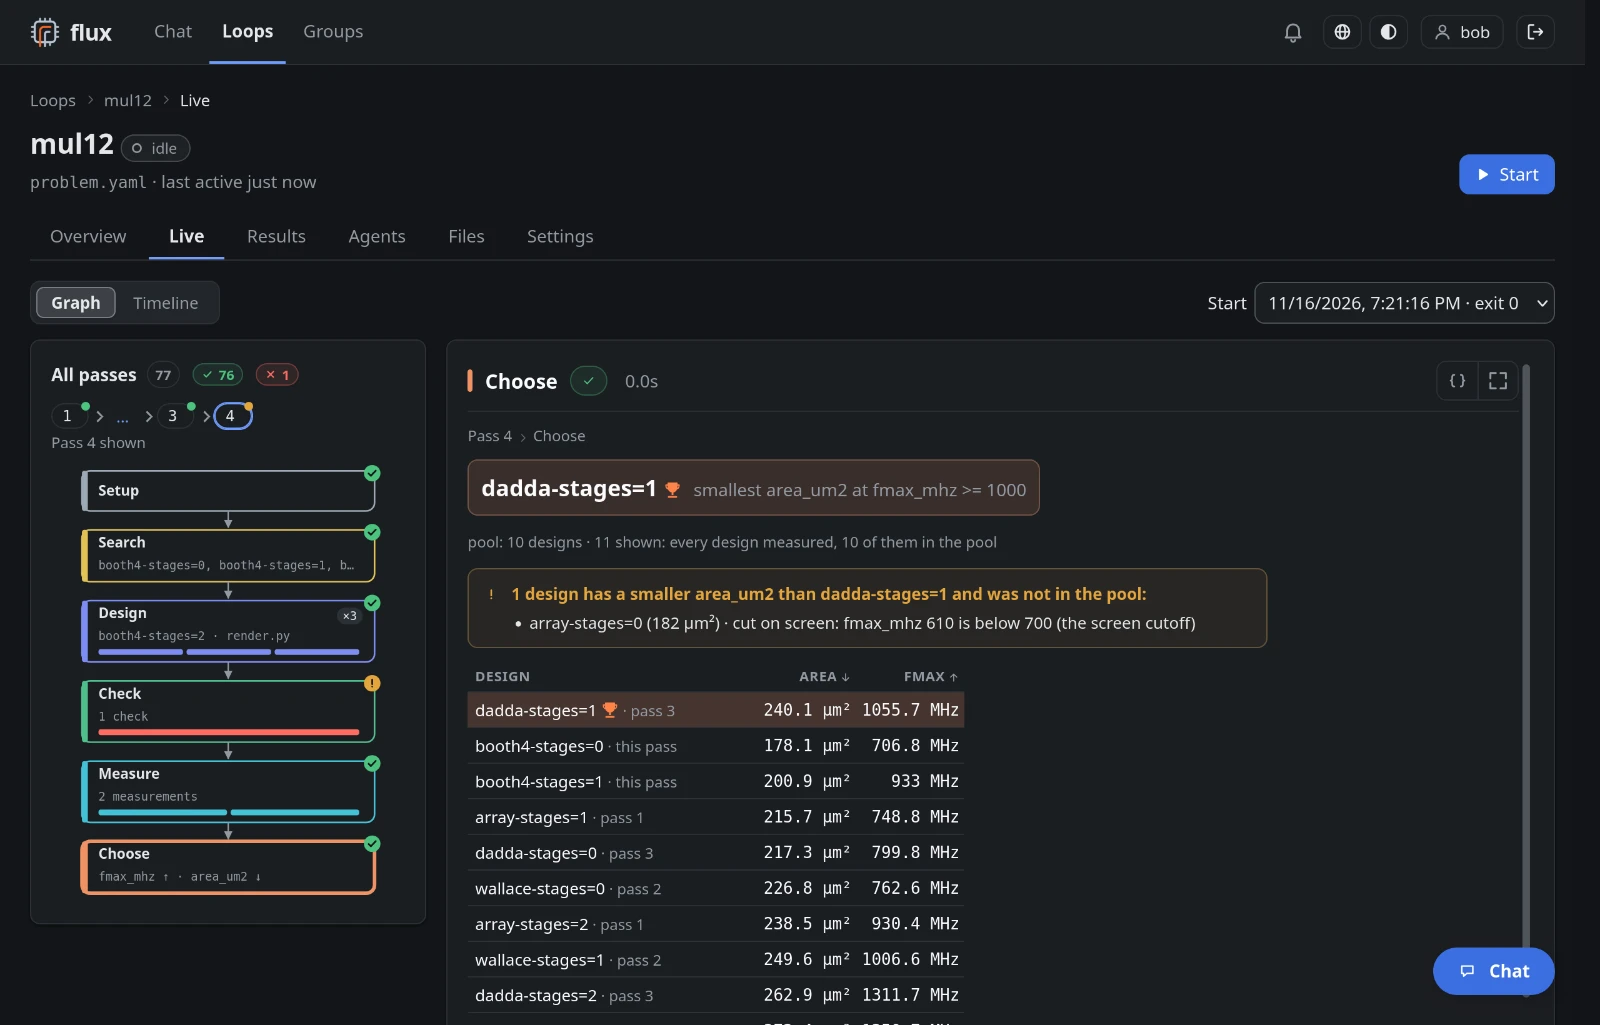 flux
Chat
Loops
Groups
bob
Loops > mul12 > Live
mul12
idle
problem.yaml · last active just now
Start
Overview
Live
Results
Agents
Files
Settings
Graph
Timeline
Start
11/16/2026, 7:21:16 PM · exit 0
All passes 77 ✓ 76 × 1
1 > ... > 3 > 4
Pass 4 shown
Setup
Search
booth4-stages=0, booth4-stages=1, b…
Design
×3
booth4-stages=2 · render.py
Check
1 check
Measure
2 measurements
Choose
fmax_mhz ↑ · area_um2 ↓
Choose ✓ 0.0s
{}
Pass 4 > Choose
dadda-stages=1 smallest area_um2 at fmax_mhz >= 1000
pool: 10 designs · 11 shown: every design measured, 10 of them in the pool
! 1 design has a smaller area_um2 than dadda-stages=1 and was not in the pool:
• array-stages=0 (182 µm²) · cut on screen: fmax_mhz 610 is below 700 (the screen cutoff)
DESIGN AREA ↓ FMAX ↑
dadda-stages=1 · pass 3 240.1 µm² 1055.7 MHz
booth4-stages=0 · this pass 178.1 µm² 706.8 MHz
booth4-stages=1 · this pass 200.9 µm² 933 MHz
array-stages=1 · pass 1 215.7 µm² 748.8 MHz
dadda-stages=0 · pass 3 217.3 µm² 799.8 MHz
wallace-stages=0 · pass 2 226.8 µm² 762.6 MHz
array-stages=2 · pass 1 238.5 µm² 930.4 MHz
wallace-stages=1 · pass 2 249.6 µm² 1006.6 MHz
dadda-stages=2 · pass 3 262.9 µm² 1311.7 MHz
Chat